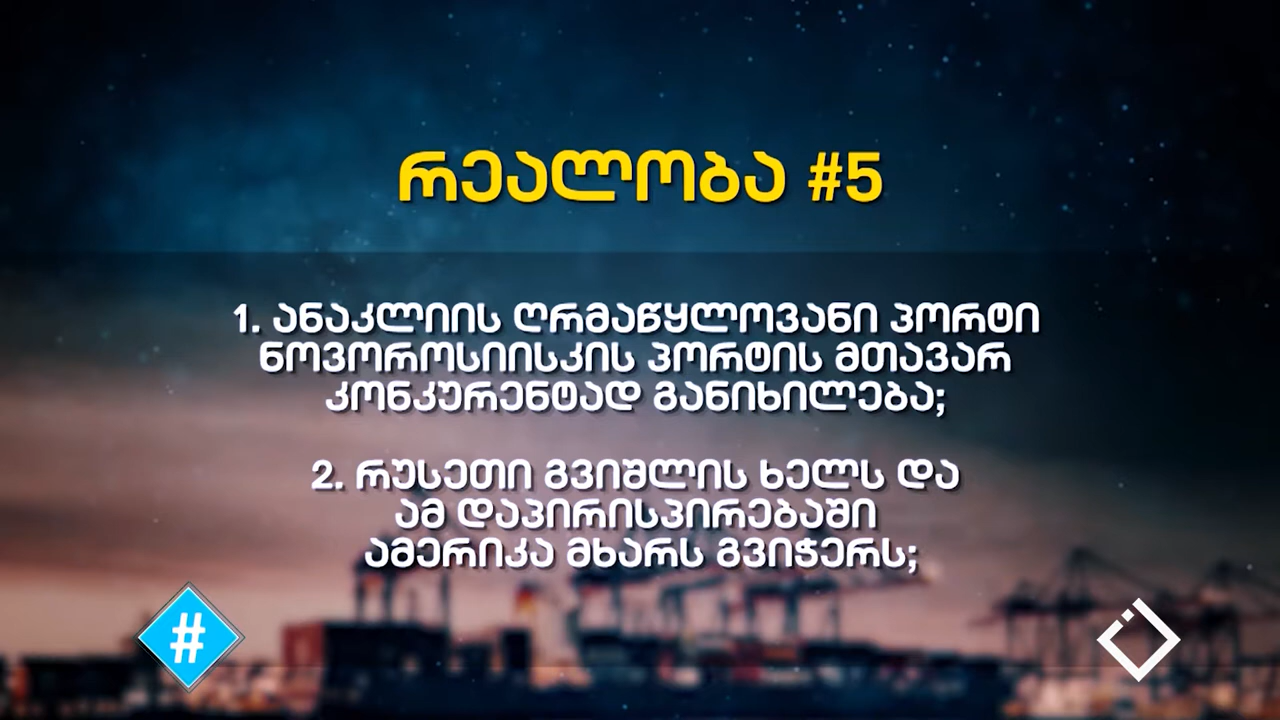 რეალობა #5
1. ანაკლიის ღრმაწყლოვანი პორტი
ნოვოროსიისკის პორტის მთავარ
კონკურენტად განიხილება;
2. რუსეთი გვიშლის ხელს და
ამ დაპირისპირებაში
ამერიკა მხარს გვიჭერს;
#